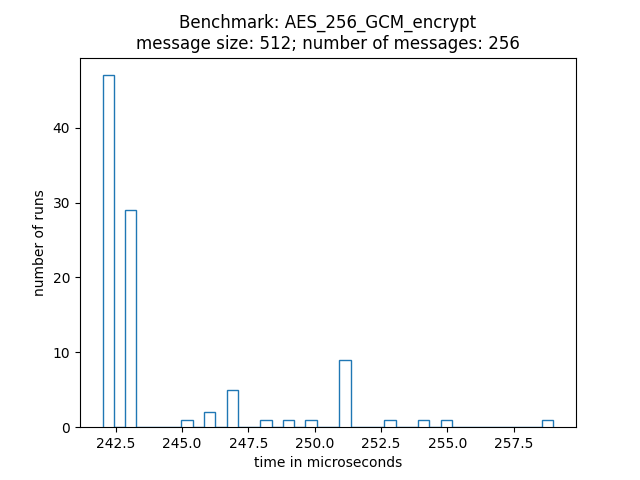 Benchmark: AES_256_GCM_encrypt
message size: 512; number of messages: 256
number of runs
40
30
20
10
0
242.5 245.0 247.5 250.0 252.5 255.0 257.5
time in microseconds